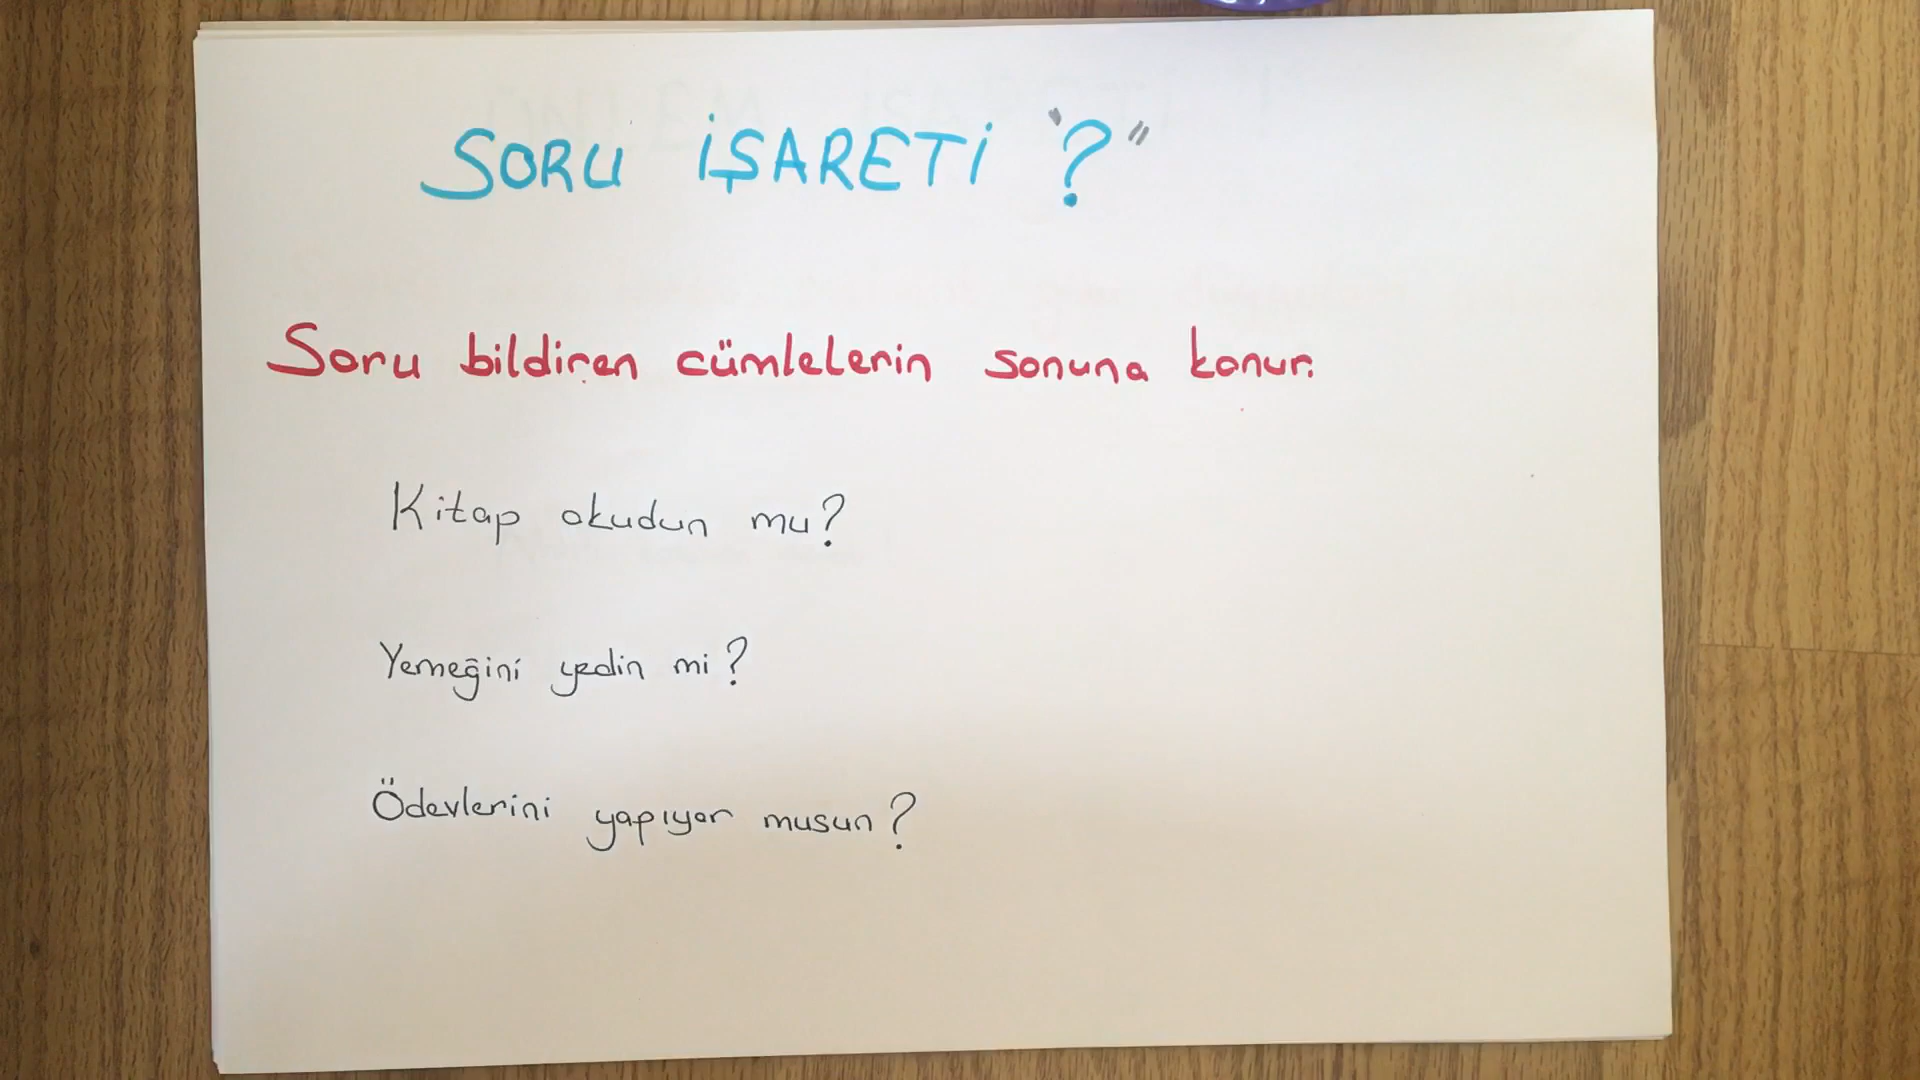 SORU İŞARETİ "?"
Soru bildiren cümlelerin sonuna konur.
Kitap okudun mu?
Yemeğini yedin mi?
Ödevlerini yapıyor musun?